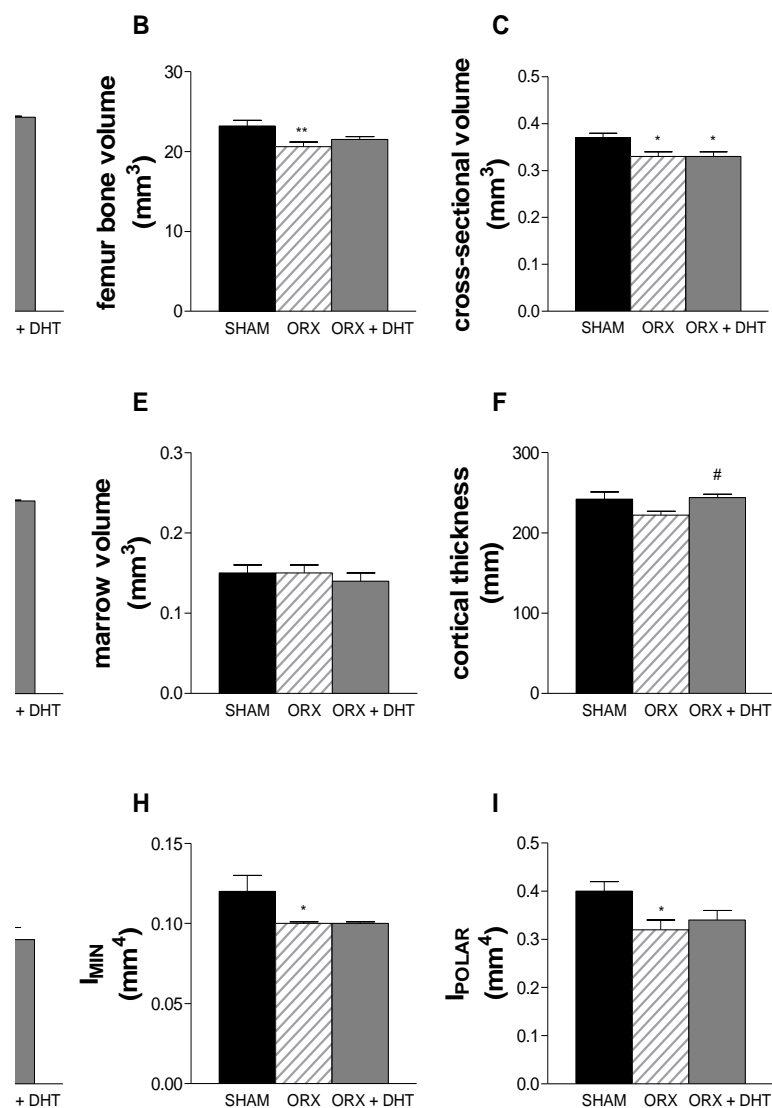 B
C
femur bone volume
(mm3)
30
20
10
0
**
SHAM ORX ORX + DHT
cross-sectional volume
(mm3)
0.5
0.4
0.3
0.2
0.1
0.0
* *
SHAM ORX ORX + DHT
+ DHT
E
F
marrow volume
(mm3)
0.3
0.2
0.1
0.0
SHAM ORX ORX + DHT
cortical thickness
(mm)
300
200
100
0
#
SHAM ORX ORX + DHT
+ DHT
H
I
IMIN
(mm4)
0.15
0.10
0.05
0.00
*
SHAM ORX ORX + DHT
IPOLAR
(mm4)
0.5
0.4
0.3
0.2
0.1
0.0
*
SHAM ORX ORX + DHT
+ DHT